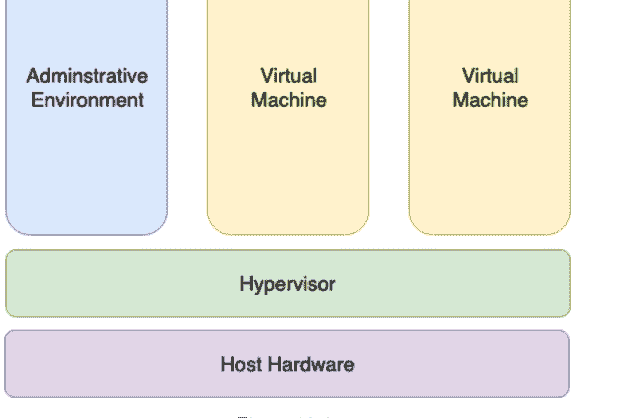 Adminstrative
Environment
Virtual
Machine
Virtual
Machine
Hypervisor
Host Hardware